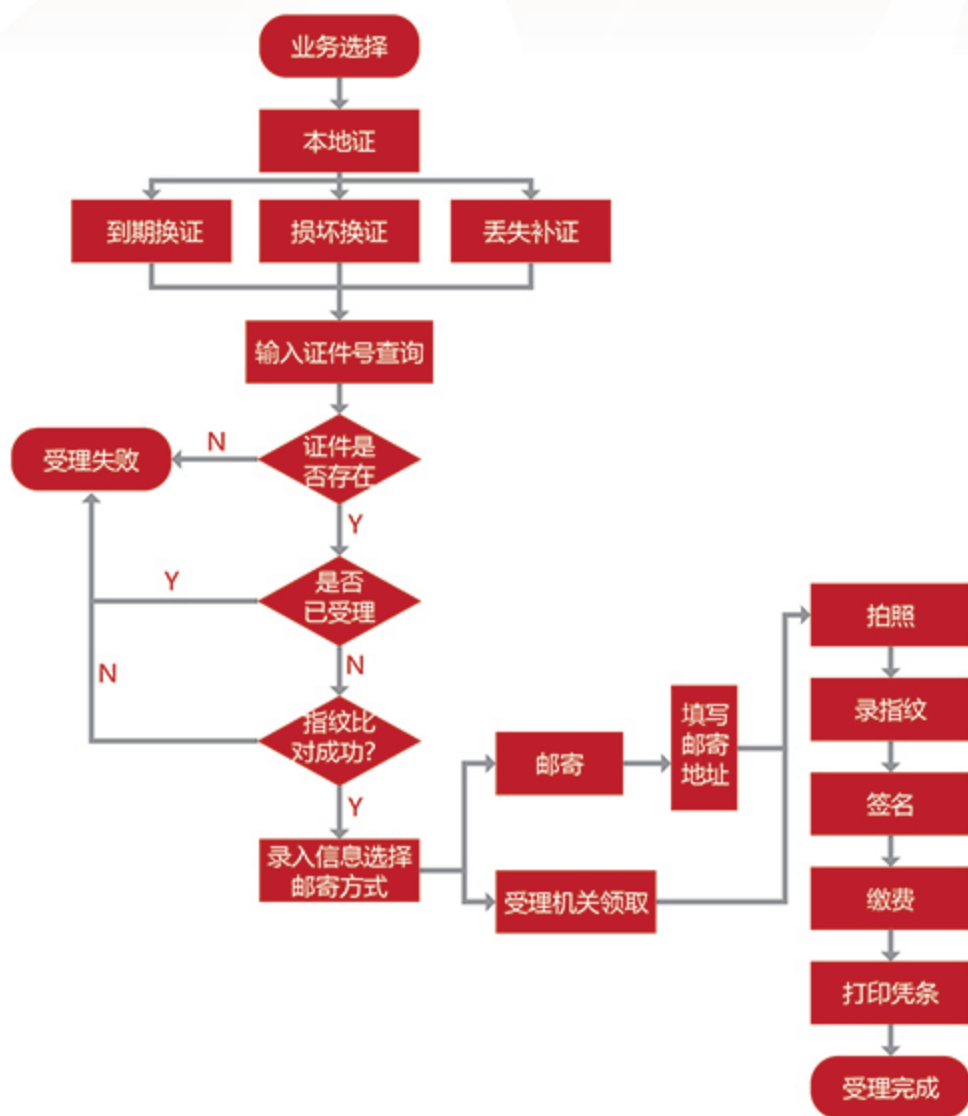 业务选择
本地证
到期换证
损坏换证
丢失补证
输入证件号查询
证件是
否存在
N
受理失败
Y
是否
已受理
Y
N
指纹比
对成功?
N
Y
录入信息选择
邮寄方式
邮寄
填写
邮寄
地址
受理机关领取
拍照
录指纹
签名
缴费
打印凭条
受理完成